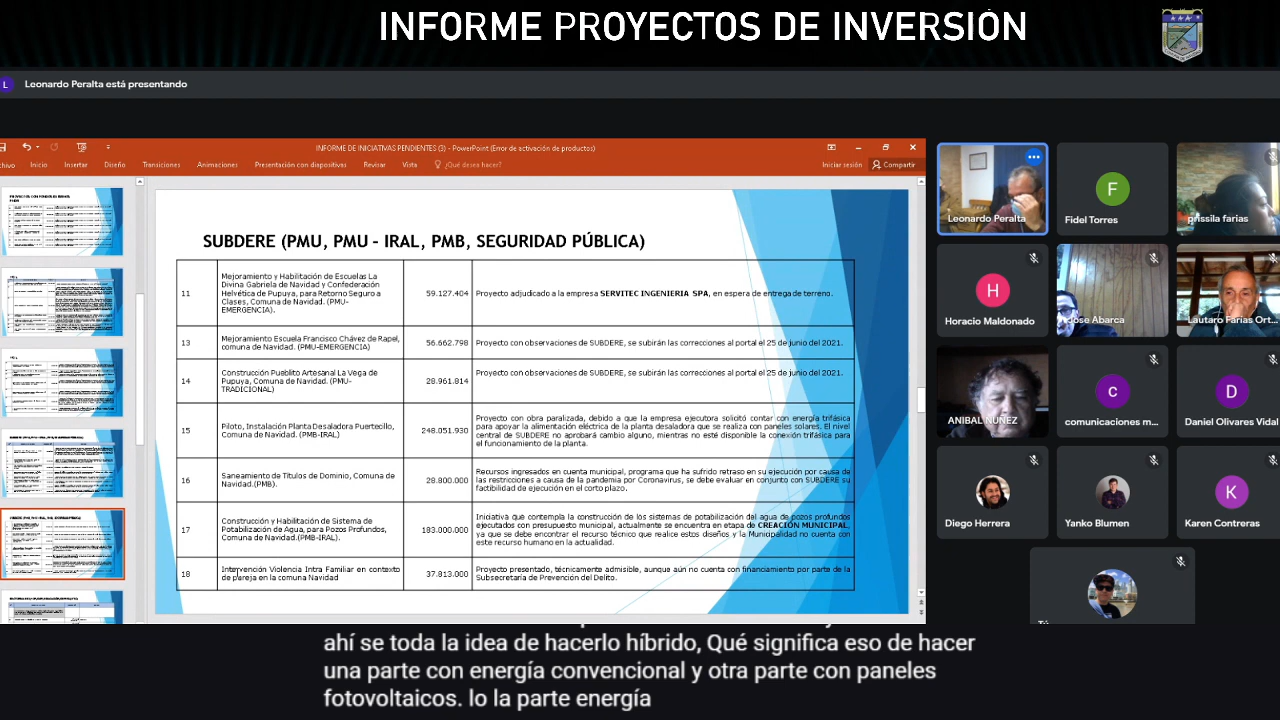 INFORME PROYECTOS DE INVERSIÓN
L
Leonardo Peralta está presentando
INFORME DE INICIATIVAS PENDIENTES (3) - PowerPoint (Error de activación de productos)
Inicio Insertar Diseño Transiciones Animaciones Presentación con diapositivas Revisar Vista ¿Qué desea hacer? Iniciar sesión Compartir
SUBDERE (PMU, PMU – IRAL, PMB, SEGURIDAD PÚBLICA)
11
Mejoramiento y Habilitación de Escuelas La
Divina Gabriela de Navidad y Confederación
Helvética de Pupuya, para Retorno Seguro a
Clases, Comuna de Navidad. (PMU-
EMERGENCIA).
59.127.404
Proyecto adjudicado a la empresa SERVITEC INGENIERIA SPA, en espera de entrega de terreno.
13
Mejoramiento Escuela Francisco Chávez de Rapel,
comuna de Navidad. (PMU-EMERGENCIA)
56.662.798
Proyecto con observaciones de SUBDERE, se subirán las correcciones al portal el 25 de junio del 2021.
14
Construcción Pueblito Artesanal La Vega de
Pupuya, Comuna de Navidad. (PMU-
TRADICIONAL)
28.961.814
Proyecto con observaciones de SUBDERE, se subirán las correcciones al portal el 25 de junio del 2021.
15
Piloto, Instalación Planta Desaladora Puertecillo,
Comuna de Navidad. (PMB-IRAL)
248.051.930
Proyecto con obra paralizada, debido a que la empresa ejecutora solicitó contar con energía trifásica
para apoyar la alimentación eléctrica de la planta desaladora que se realiza con paneles solares. El nivel
central de SUBDERE no aprobará cambio alguno, mientras no esté disponible la conexión trifásica para
el funcionamiento de la planta.
16
Saneamiento de Títulos de Dominio, Comuna de
Navidad.(PMB).
28.800.000
Recursos ingresados en cuenta municipal, programa que ha sufrido retraso en su ejecución por causa de
las restricciones a causa de la pandemia por Coronavirus, se debe evaluar en conjunto con SUBDERE su
factibilidad de ejecución en el corto plazo.
17
Construcción y Habilitación de Sistema de
Potabilización de Agua, para Pozos Profundos,
Comuna de Navidad.(PMB-IRAL).
183.000.000
Iniciativa que contempla la construcción de los sistemas de potabilización del agua de pozos profundos
ejecutados con presupuesto municipal, actualmente se encuentra en etapa de CREACIÓN MUNICIPAL,
ya que se debe encontrar el recurso técnico que realice estos diseños y la Municipalidad no cuenta con
este recurso humano en la actualidad.
18
Intervención Violencia Intra Familiar en contexto
de pareja en la comuna Navidad
37.813.000
Proyecto presentado, técnicamente admisible, aunque aún no cuenta con financiamiento por parte de la
Subsecretaría de Prevención del Delito.
Leonardo Peralta
F
Fidel Torres
prissila farias
H
Horacio Maldonado
Jose Abarca
Lautaro Farias Ort...
ANIBAL NUÑEZ
c
comunicaciones m...
D
Daniel Olivares Vidal
Diego Herrera
Yanko Blumen
K
Karen Contreras
ahí se toda la idea de hacerlo híbrido, Qué significa eso de hacer
una parte con energía convencional y otra parte con paneles
fotovoltaicos. lo la parte energía